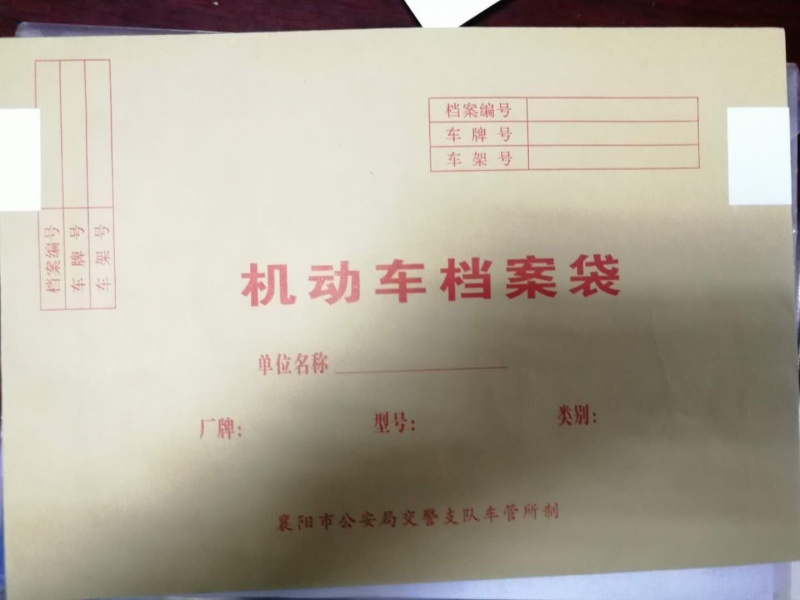 档案编号
车牌号
车架号
档案编号
车牌号
车架号
机动车档案袋
单位名称
厂牌: 型号: 类别:
襄阳市公安局交警支队车管所制